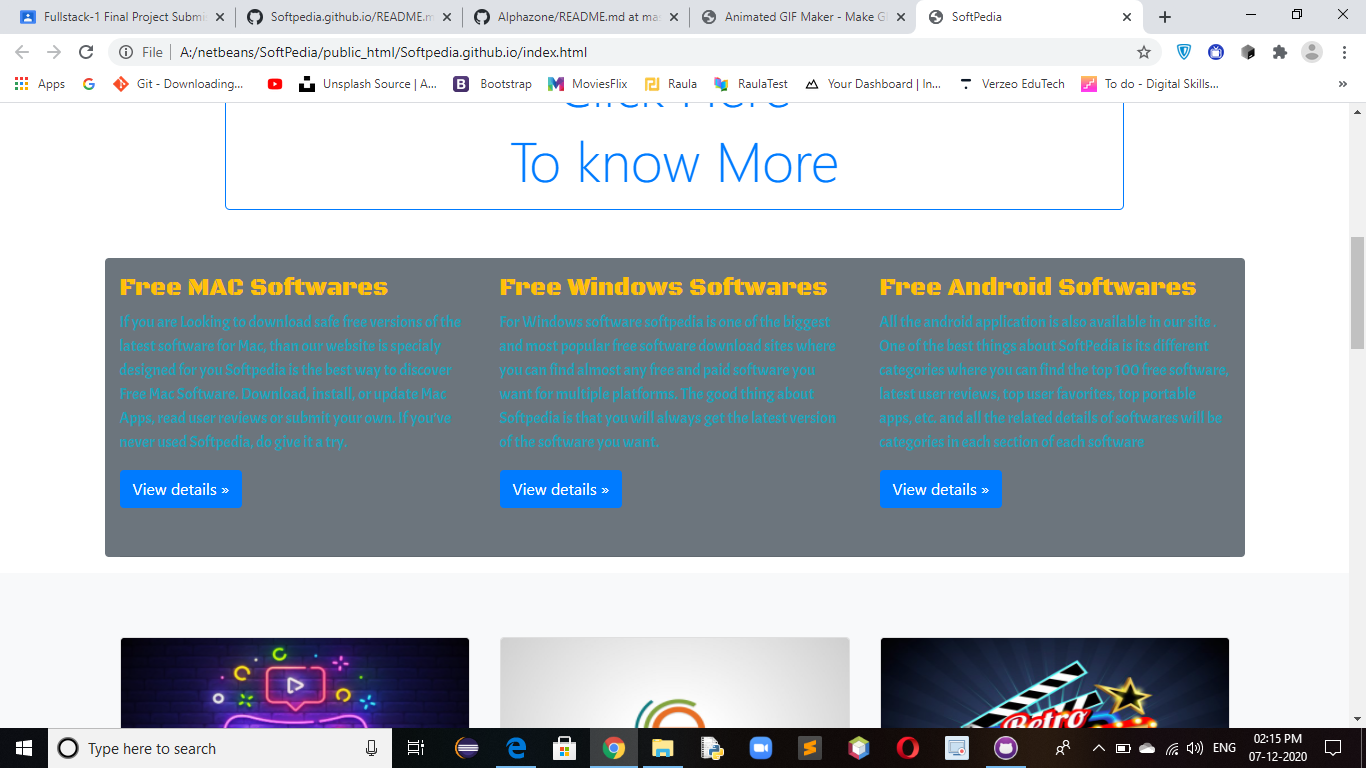 Fullstack-1 Final Project Submi
Softpedia.github.io/README.m
Alphazone/README.md at ma
Animated GIF Maker - Make G
SoftPedia
File
A:/netbeans/SoftPedia/public_html/Softpedia.github.io/index.html
Apps
Git - Downloading...
Unsplash Source | A...
Bootstrap
MoviesFlix
Raula
RaulaTest
Your Dashboard | In...
Verzeo EduTech
To do - Digital Skills...
»
To know More
Free MAC Softwares
If you are Looking to download safe free versions of the
latest software for Mac, than our website is specialy
designed for you Softpedia is the best way to discover
Free Mac Software. Download, install, or update Mac
Apps, read user reviews or submit your own. If you've
never used Softpedia, do give it a try.
View details »
Free Windows Softwares
For Windows software softpedia is one of the biggest
and most popular free software download sites where
you can find almost any free and paid software you
want for multiple platforms. The good thing about
Softpedia is that you will always get the latest version
of the software you want.
View details »
Free Android Softwares
All the android application is also available in our site .
One of the best things about SoftPedia is its different
categories where you can find the top 100 free software,
latest user reviews, top user favorites, top portable
apps, etc. and all the related details of softwares will be
categories in each section of each software
View details »
Retro
Type here to search
ENG
02:15 PM
07-12-2020